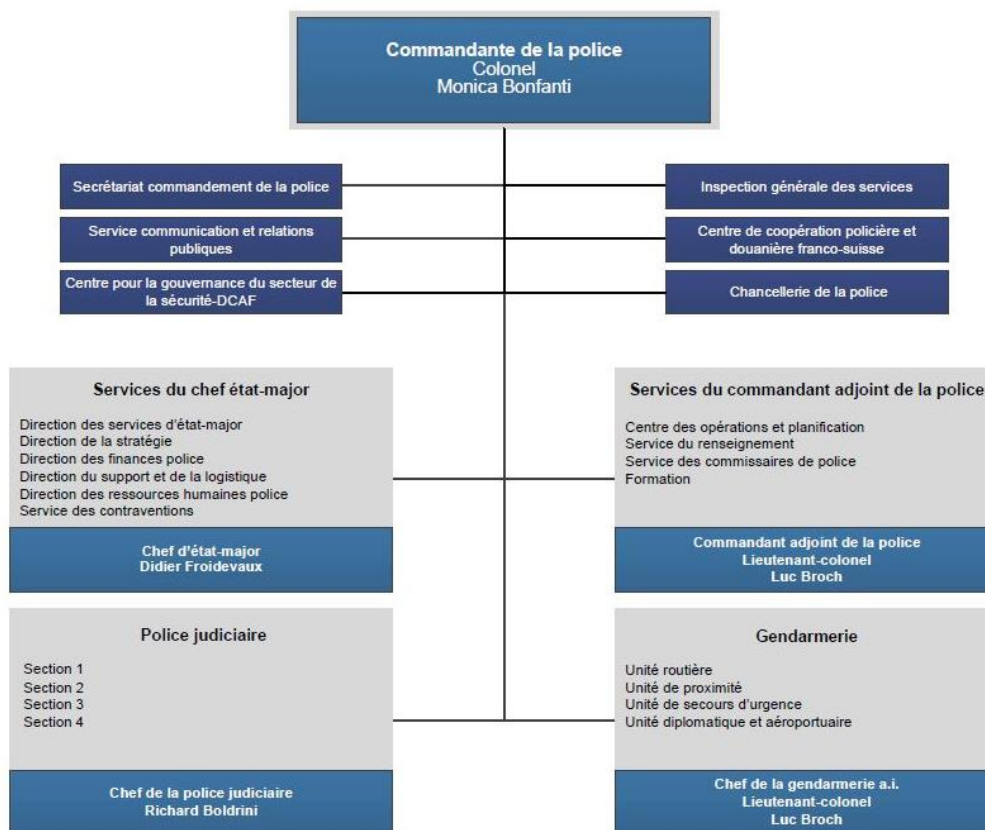 Commandante de la police
Colonel
Monica Bonfanti
Secrétariat commandement de la police
Inspection générale des services
Service communication et relations
publiques
Centre de coopération policière et
douanière franco-suisse
Centre pour la gouvernance du secteur de
la sécurité-DCAF
Chancellerie de la police
Services du chef état-major
Direction des services d'état-major
Direction de la stratégie
Direction des finances police
Direction du support et de la logistique
Direction des ressources humaines police
Service des contraventions
Chef d'état-major
Didier Froidevaux
Services du commandant adjoint de la police
Centre des opérations et planification
Service du renseignement
Service des commissaires de police
Formation
Commandant adjoint de la police
Lieutenant-colonel
Luc Broch
Police judiciaire
Section 1
Section 2
Section 3
Section 4
Chef de la police judiciaire
Richard Boldrini
Gendarmerie
Unité routière
Unité de proximité
Unité de secours d'urgence
Unité diplomatique et aéroportuaire
Chef de la gendarmerie a.i.
Lieutenant-colonel
Luc Broch